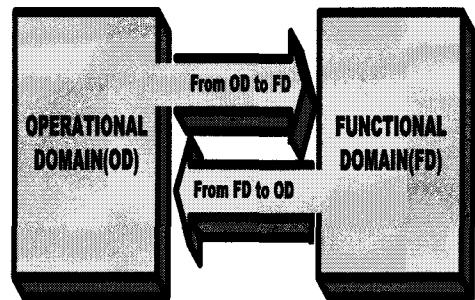 OPERATIONAL
DOMAIN(OD)
From OD to FD
From FD to OD
FUNCTIONAL
DOMAIN(FD)